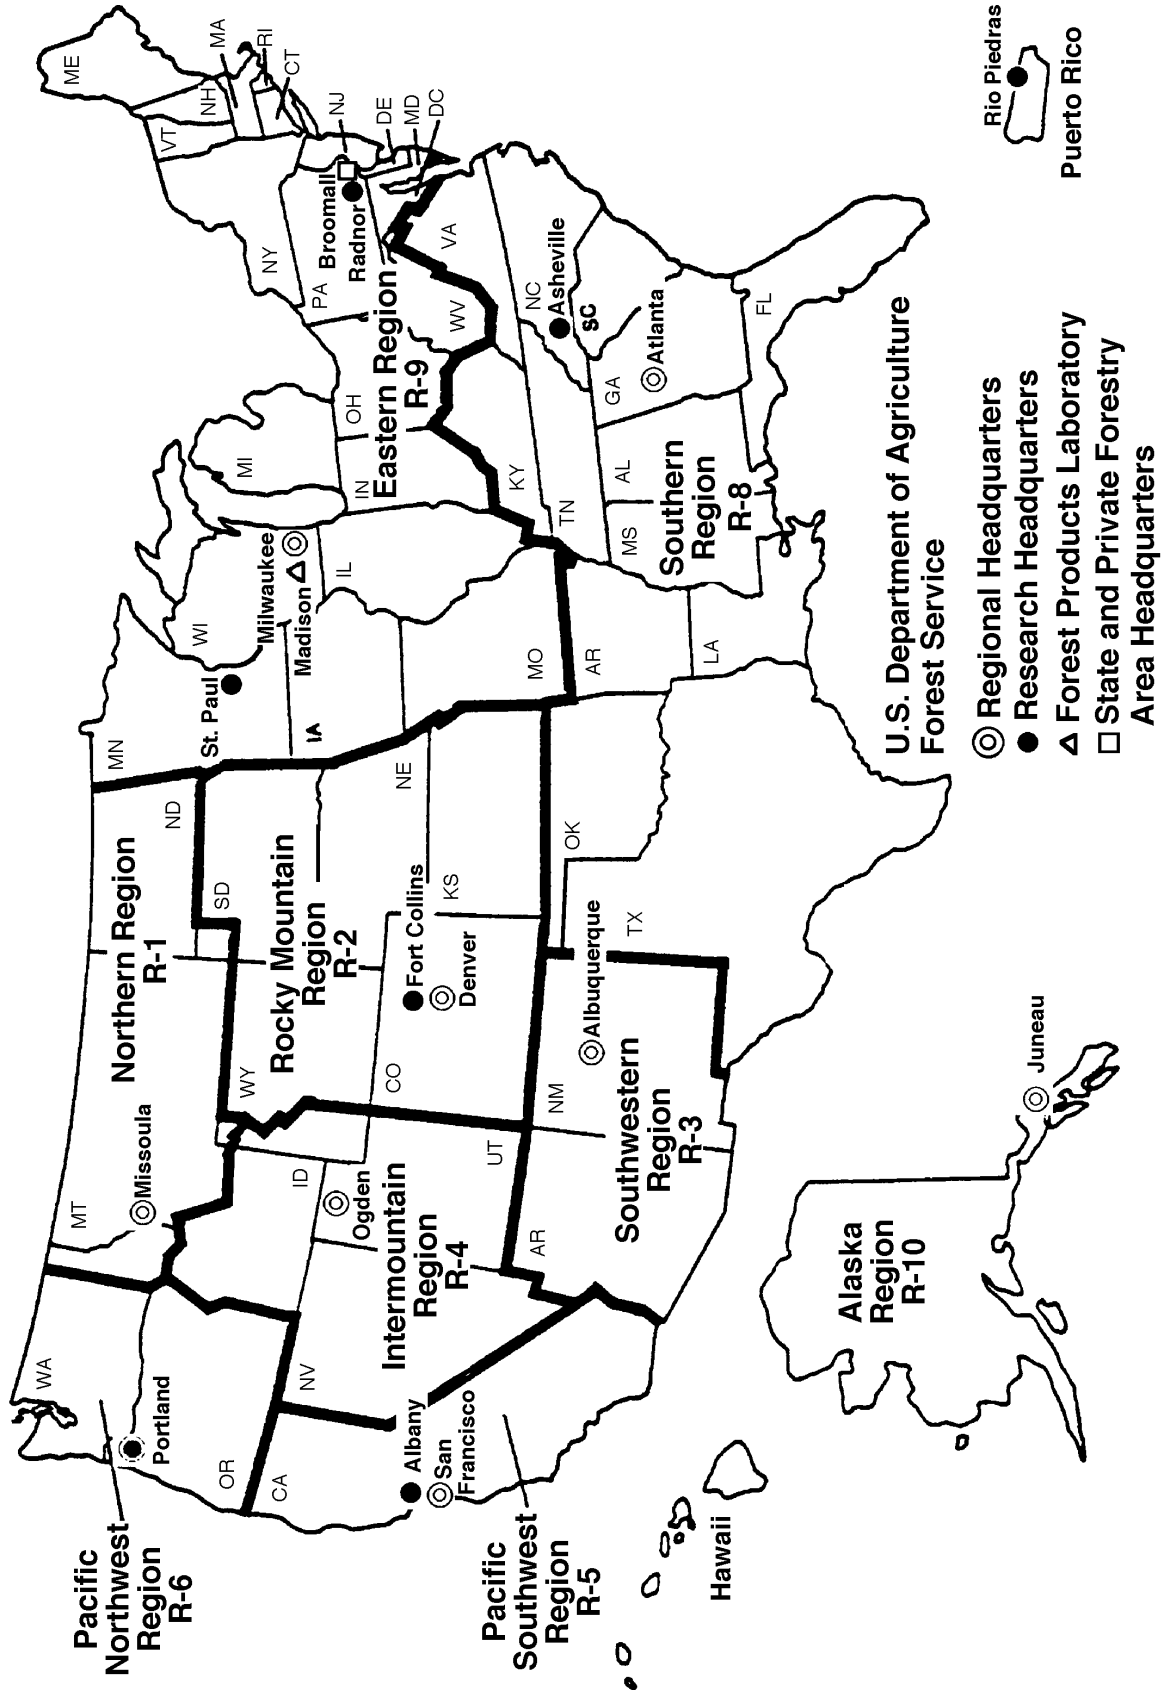 Pacific
Northwest
Region
R-6
WA
Portland
OR
Northern Region
R-1
MT
Missoula
ND
MN
St. Paul
WI
Milwaukee
Madison
MI
ME
VT
NH
MA
RI
CT
NY
NJ
DE
MD
DC
PA
Broomall
Radnor
Eastern Region
R-9
OH
IN
IL
IA
MO
WV
VA
Rocky Mountain
Region
R-2
SD
WY
NE
KS
CO
Fort Collins
Denver
Intermountain
Region
R-4
ID
Ogden
NV
UT
Pacific
Southwest
Region
R-5
CA
Albany
San
Francisco
Southwestern
Region
R-3
AR
NM
Albuquerque
Southern
Region
R-8
TX
OK
AR
LA
MS
AL
TN
KY
NC
Asheville
SC
GA
Atlanta
FL
Hawaii
Alaska
Region
R-10
Juneau
Rio Piedras
Puerto Rico
U.S. Department of Agriculture
Forest Service
Regional Headquarters
Research Headquarters
Forest Products Laboratory
State and Private Forestry
Area Headquarters